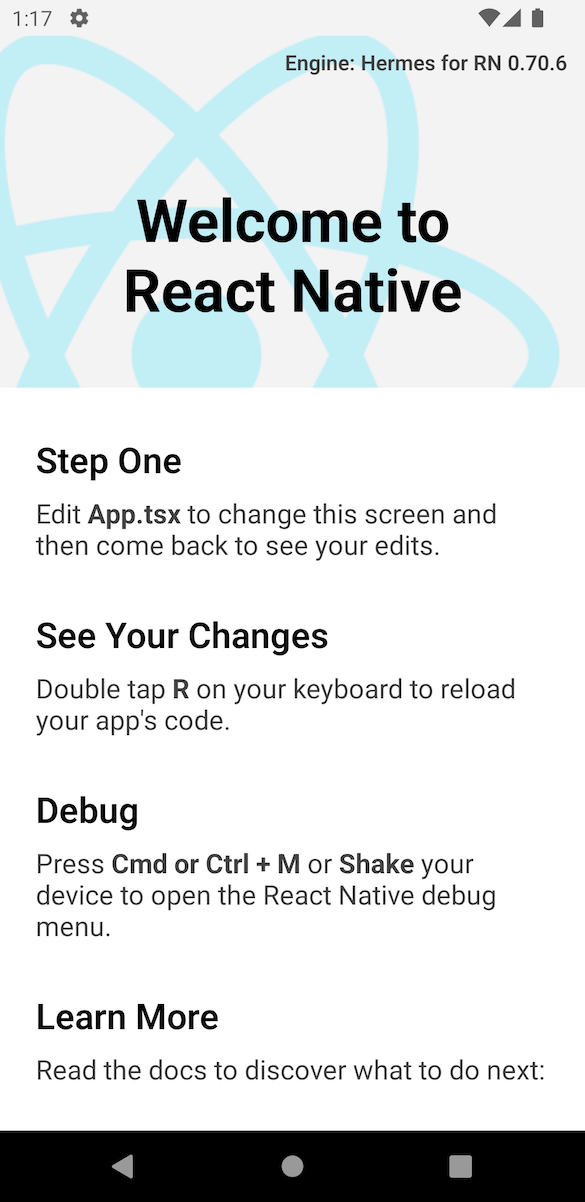 1:17
Engine: Hermes for RN 0.70.6
Welcome to
React Native
Step One
Edit App.tsx to change this screen and
then come back to see your edits.
See Your Changes
Double tap R on your keyboard to reload
your app's code.
Debug
Press Cmd or Ctrl + M or Shake your
device to open the React Native debug
menu.
Learn More
Read the docs to discover what to do next: